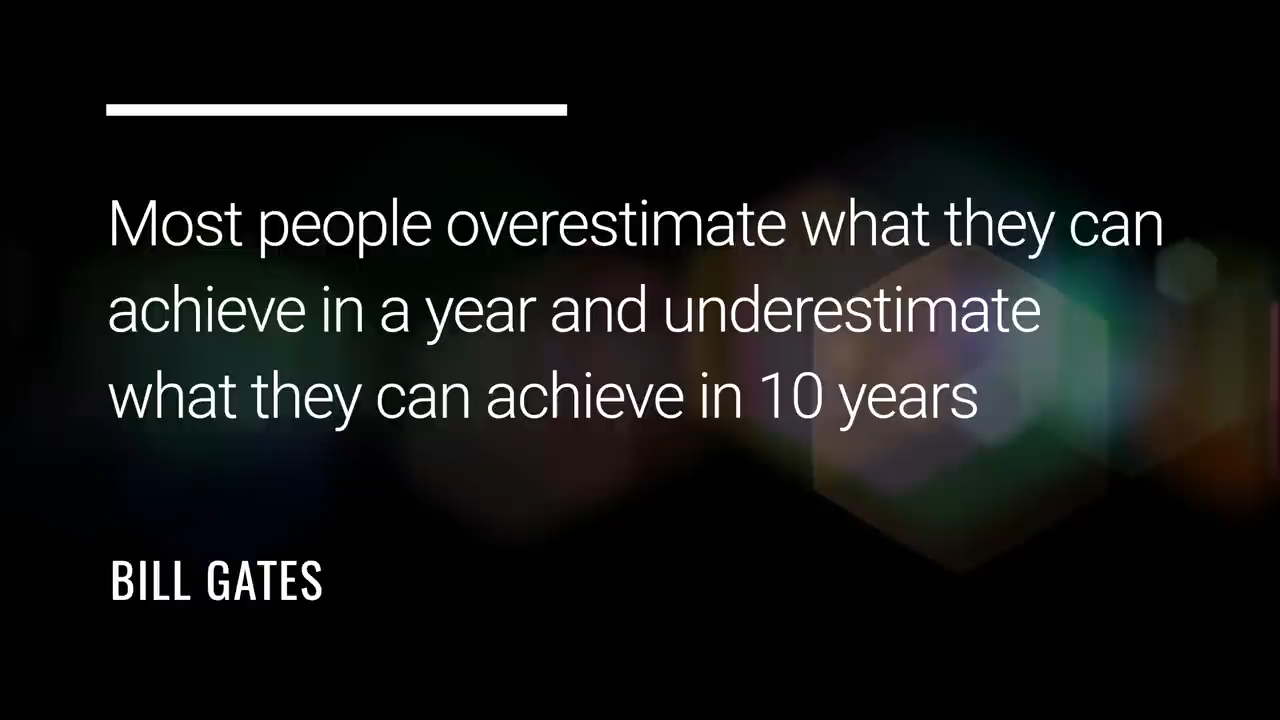 Most people overestimate what they can
achieve in a year and underestimate
what they can achieve in 10 years
BILL GATES